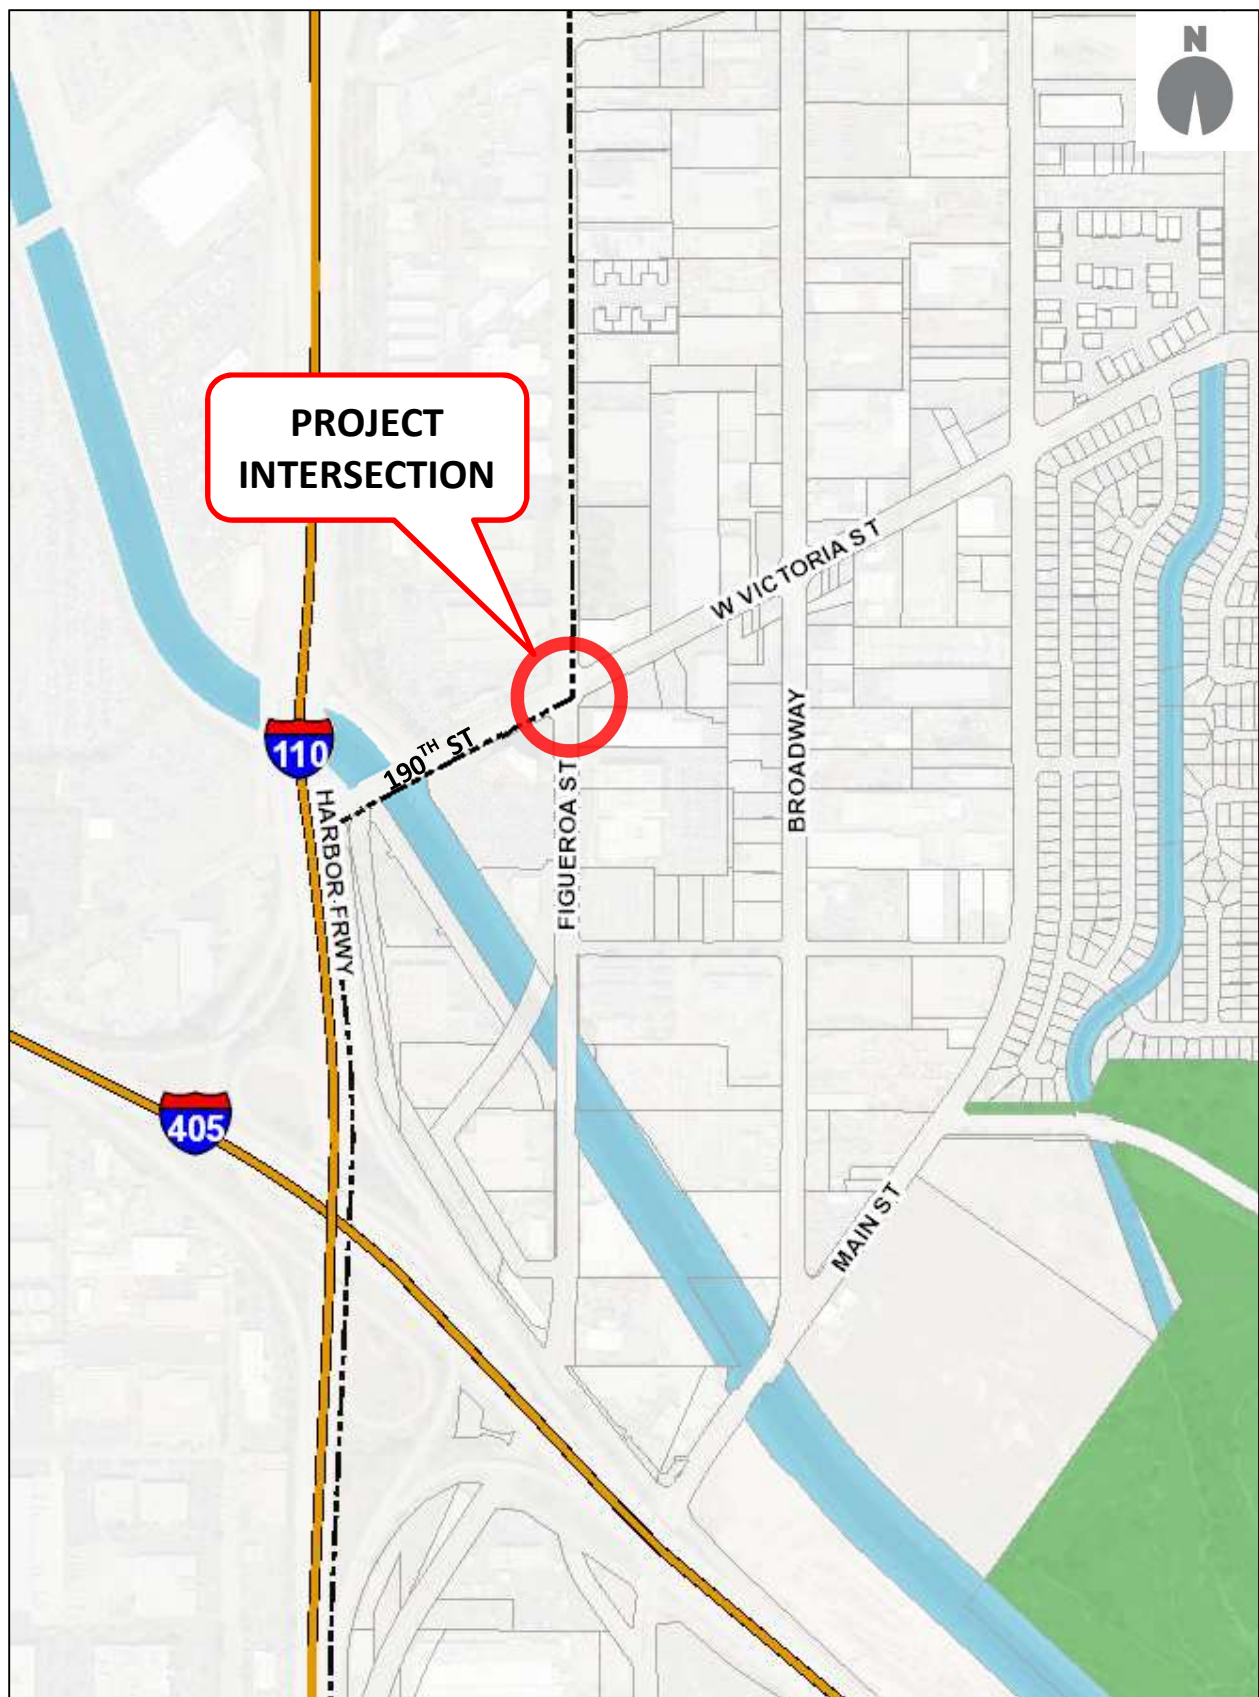 N
PROJECT
INTERSECTION
W VICTORIA ST
190TH ST
110
HARBOR FRWY
FIGUEROA ST
BROADWAY
405
MAIN ST